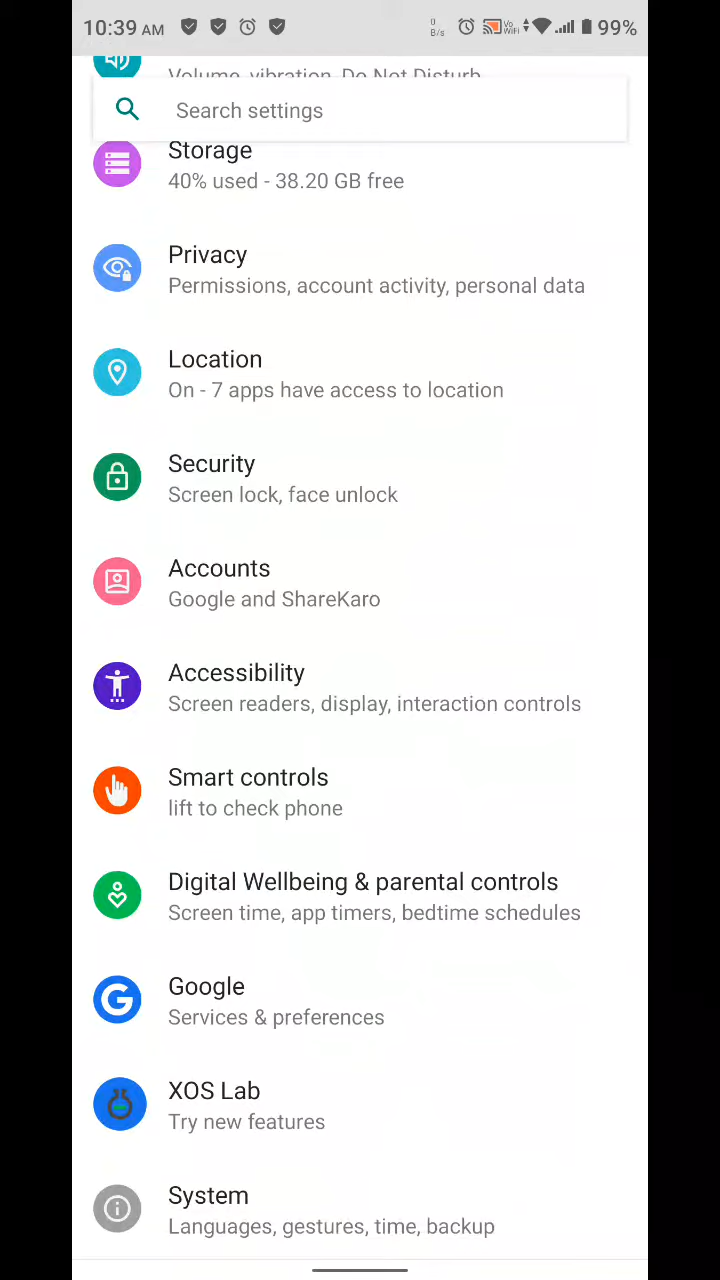 10:39 AM
0
B/s
Vo
WiFi
99%
Volume, vibration, Do Not Disturb
Search settings
Storage
40% used - 38.20 GB free
Privacy
Permissions, account activity, personal data
Location
On - 7 apps have access to location
Security
Screen lock, face unlock
Accounts
Google and ShareKaro
Accessibility
Screen readers, display, interaction controls
Smart controls
lift to check phone
Digital Wellbeing & parental controls
Screen time, app timers, bedtime schedules
Google
Services & preferences
XOS Lab
Try new features
System
Languages, gestures, time, backup